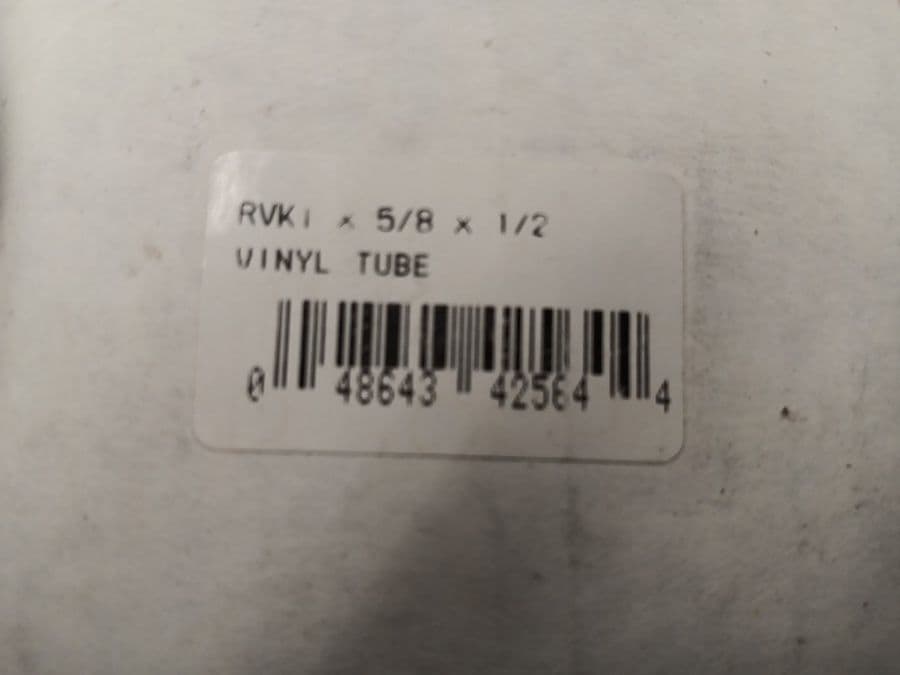 RVKI x 5/8 x 1/2
VINYL TUBE
0 48643 42564 4